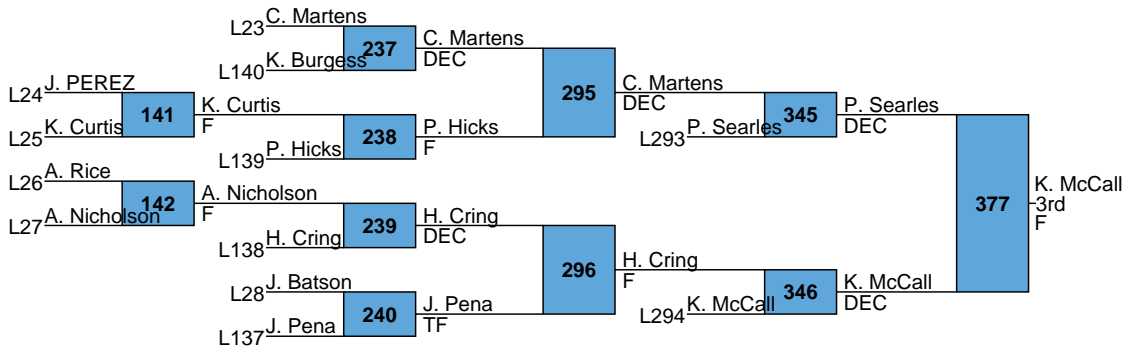 C. Martens
L23
237
C. Martens
DEC
K. Burgess
L140
295
C. Martens
DEC
J. PEREZ
L24
141
K. Curtis
F
K. Curtis
L25
238
P. Hicks
F
P. Hicks
L139
345
P. Searles
DEC
P. Searles
L293
A. Rice
L26
142
A. Nicholson
F
A. Nicholson
L27
239
H. Cring
DEC
H. Cring
L138
377
K. McCall
3rd
F
296
H. Cring
F
J. Batson
L28
240
J. Pena
TF
J. Pena
L137
346
K. McCall
DEC
K. McCall
L294